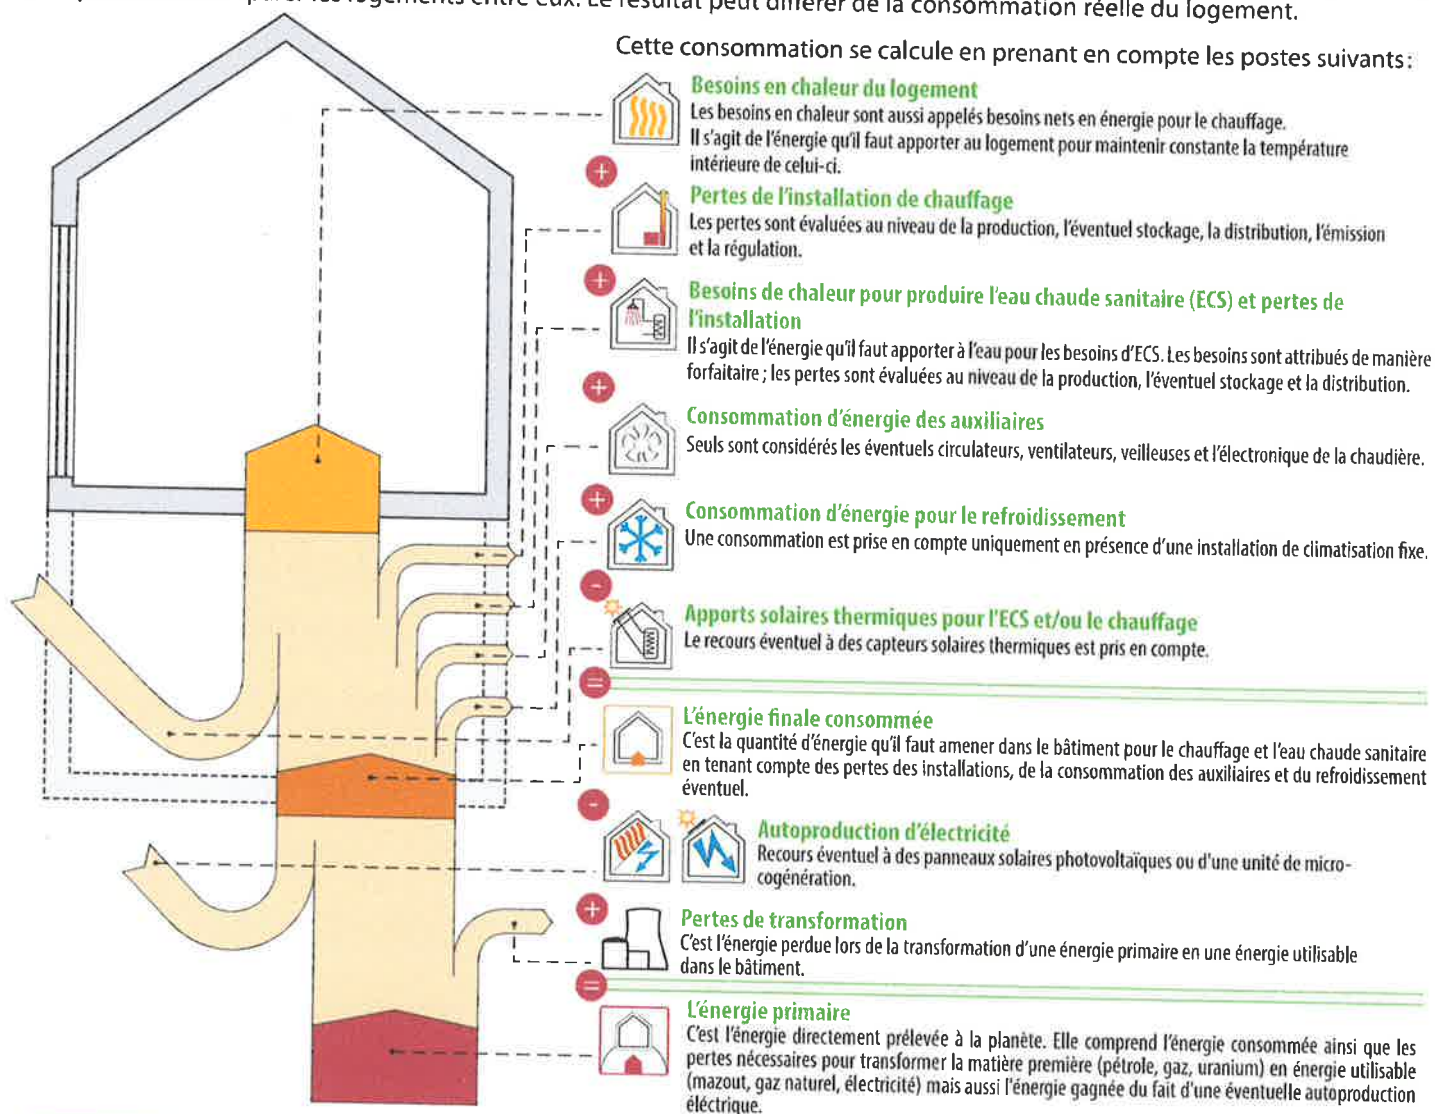 les logements entre eux. Le résultat peut différer de la consommation réelle du logement.
Cette consommation se calcule en prenant en compte les postes suivants :
Besoins en chaleur du logement
Les besoins en chaleur sont aussi appelés besoins nets en énergie pour le chauffage.
Il s'agit de l'énergie qu'il faut apporter au logement pour maintenir constante la température
intérieure de celui-ci.
+
Pertes de l'installation de chauffage
Les pertes sont évaluées au niveau de la production, l'éventuel stockage, la distribution, l'émission
et la régulation.
+
Besoins de chaleur pour produire l'eau chaude sanitaire (ECS) et pertes de
l'installation
Il s'agit de l'énergie qu'il faut apporter à l'eau pour les besoins d'ECS. Les besoins sont attribués de manière
forfaitaire ; les pertes sont évaluées au niveau de la production, l'éventuel stockage et la distribution.
+
Consommation d'énergie des auxiliaires
Seuls sont considérés les éventuels circulateurs, ventilateurs, veilleuses et l'électronique de la chaudière.
+
Consommation d'énergie pour le refroidissement
Une consommation est prise en compte uniquement en présence d'une installation de climatisation fixe.
-
Apports solaires thermiques pour l'ECS et/ou le chauffage
Le recours éventuel à des capteurs solaires thermiques est pris en compte.
=
L'énergie finale consommée
C'est la quantité d'énergie qu'il faut amener dans le bâtiment pour le chauffage et l'eau chaude sanitaire
en tenant compte des pertes des installations, de la consommation des auxiliaires et du refroidissement
éventuel.
-
Autoproduction d'électricité
Recours éventuel à des panneaux solaires photovoltaïques ou d'une unité de micro-
cogénération.
+
Pertes de transformation
C'est l'énergie perdue lors de la transformation d'une énergie primaire en une énergie utilisable
dans le bâtiment.
=
L'énergie primaire
C'est l'énergie directement prélevée à la planète. Elle comprend l'énergie consommée ainsi que les
pertes nécessaires pour transformer la matière première (pétrole, gaz, uranium) en énergie utilisable
(mazout, gaz naturel, électricité) mais aussi l'énergie gagnée du fait d'une éventuelle autoproduction
éléctrique.